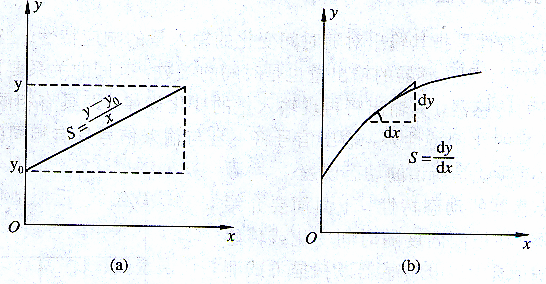 y
y
S = (y − y₀)/x
y₀
O
x
(a)
y
dy
dx
S = dy/dx
O
x
(b)